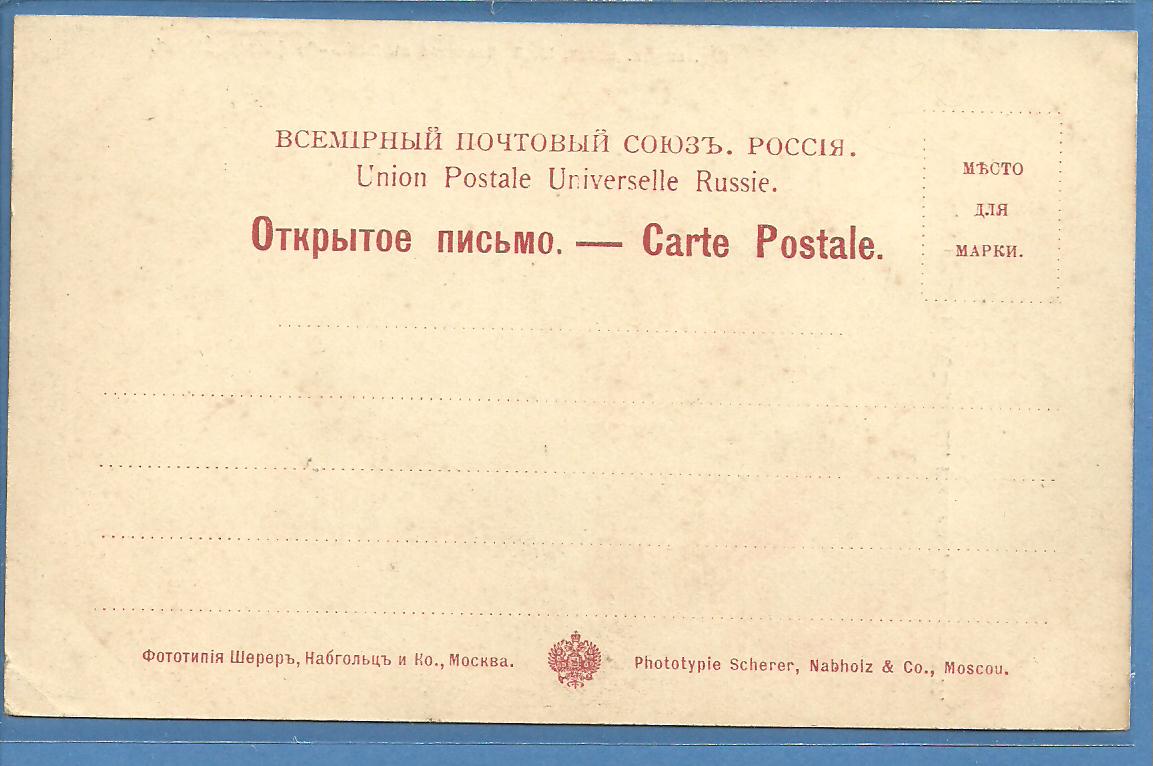 ВСЕМІРНЫЙ ПОЧТОВЫЙ СОЮЗЪ. РОССІЯ.
Union Postale Universelle Russie.
Открытое письмо. — Carte Postale.
МѢСТО
ДЛЯ
МАРКИ.
Фототипія Шереръ, Набгольцъ и Ко., Москва.
Phototypie Scherer, Nabholz & Co., Moscou.